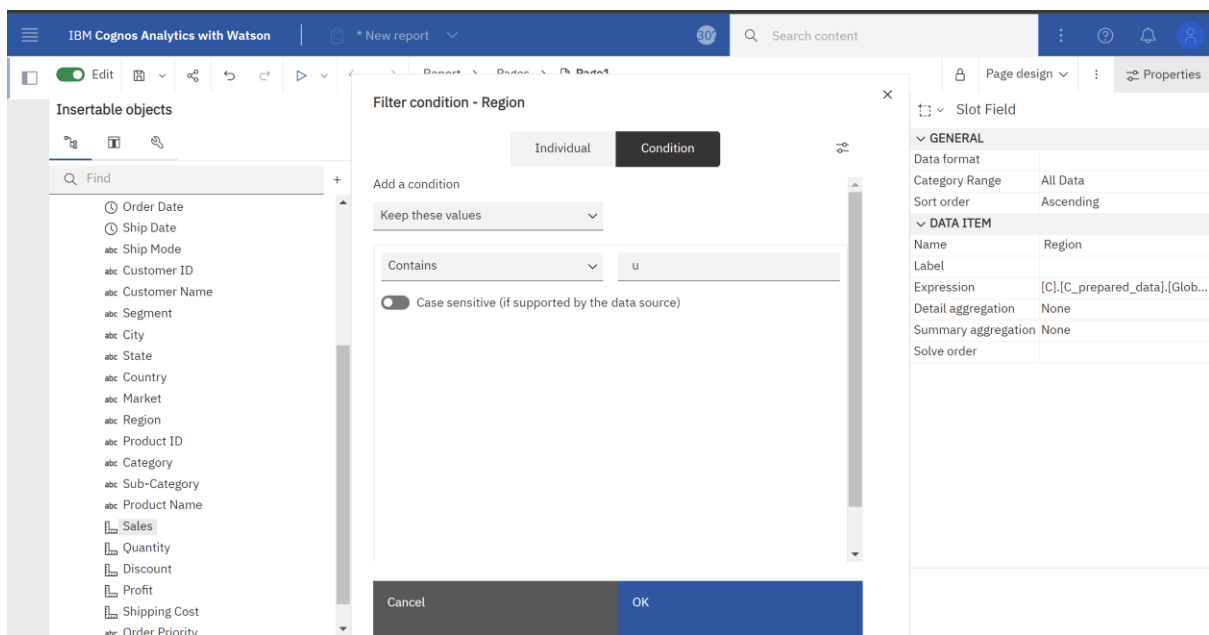 IBM Cognos Analytics with Watson
* New report
30
Search content
Edit
Report > Pages > Page1
Page design
Properties
Insertable objects
Find
Order Date
Ship Date
abc Ship Mode
abc Customer ID
abc Customer Name
abc Segment
abc City
abc State
abc Country
abc Market
abc Region
abc Product ID
abc Category
abc Sub-Category
abc Product Name
Sales
Quantity
Discount
Profit
Shipping Cost
abc Order Priority
Filter condition - Region
Individual
Condition
Add a condition
Keep these values
Contains
u
Case sensitive (if supported by the data source)
Cancel
OK
Slot Field
GENERAL
Data format
Category Range All Data
Sort order Ascending
DATA ITEM
Name Region
Label
Expression [C].[C_prepared_data].[Glob...
Detail aggregation None
Summary aggregation None
Solve order